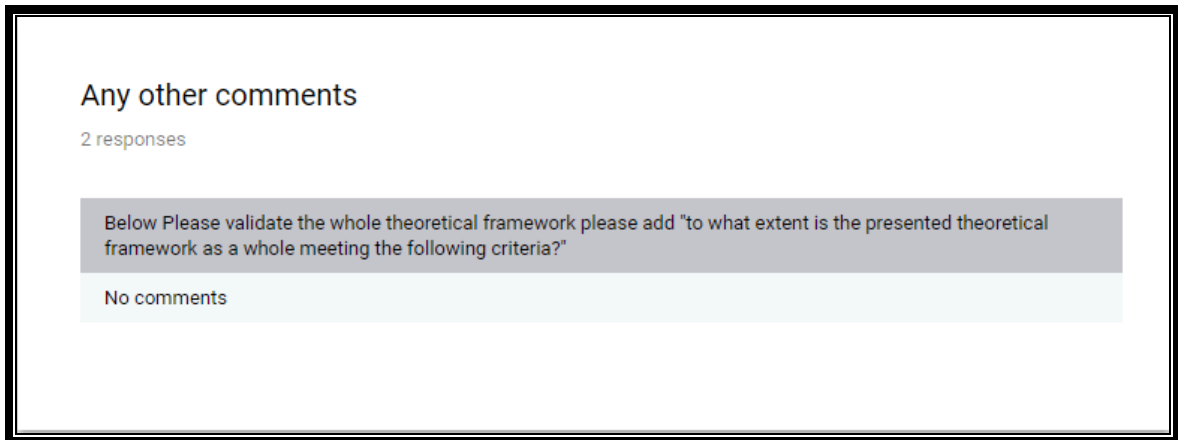 Any other comments
2 responses
Below Please validate the whole theoretical framework please add "to what extent is the presented theoretical
framework as a whole meeting the following criteria?"
No comments